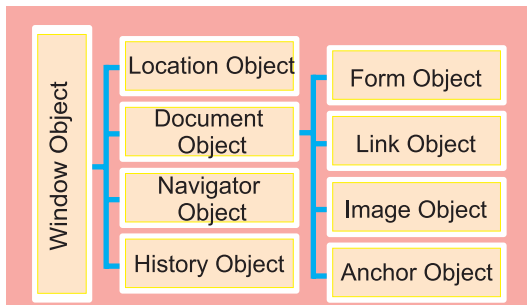 Window Object
Location Object
Document
Object
Navigator
Object
History Object
Form Object
Link Object
Image Object
Anchor Object